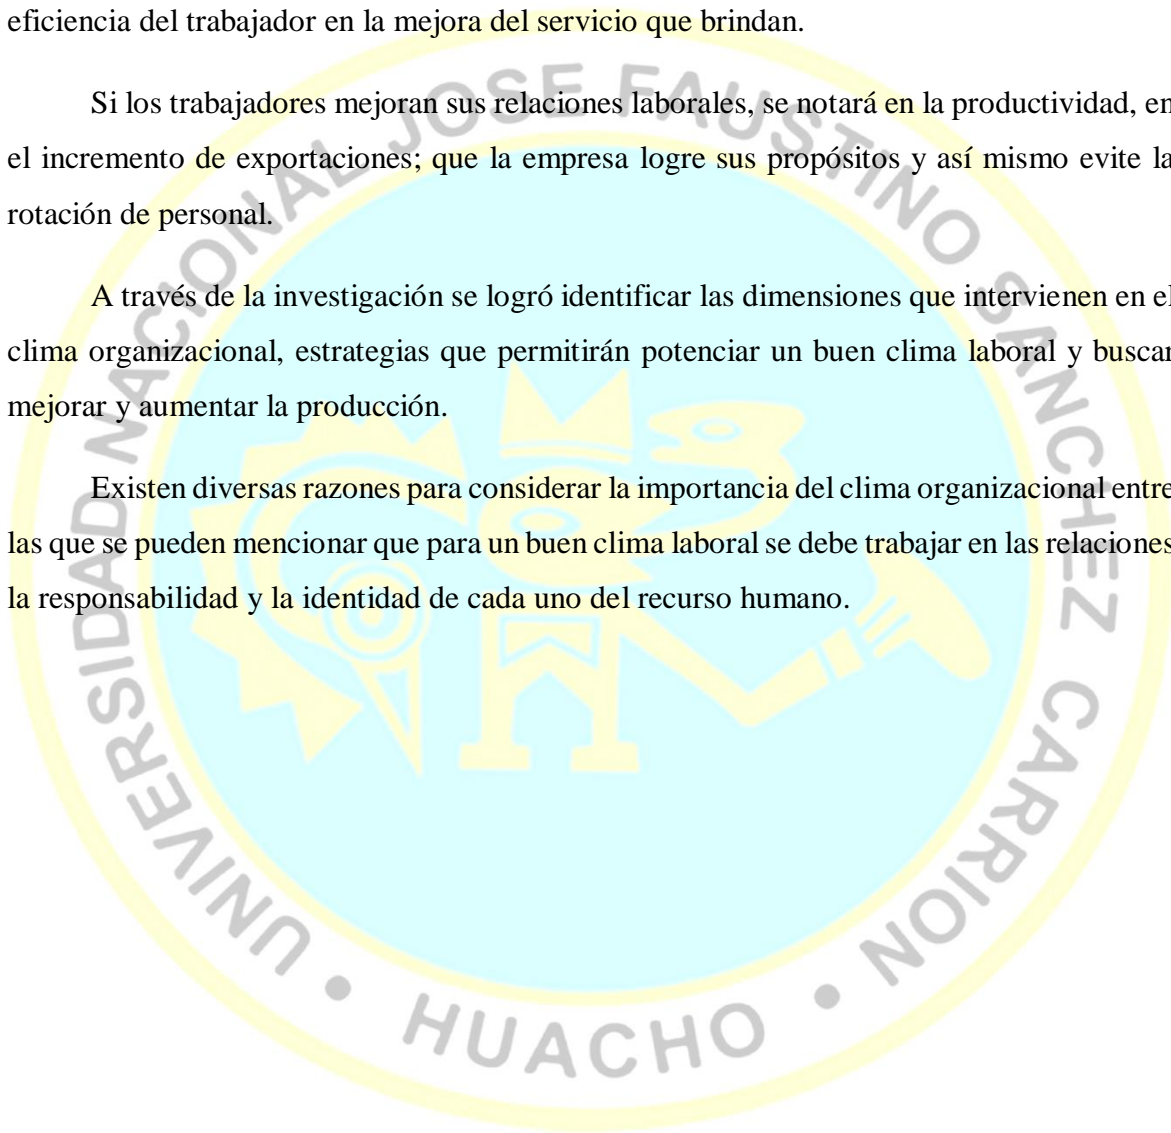 eficiencia del trabajador en la mejora del servicio que brindan.
Si los trabajadores mejoran sus relaciones laborales, se notará en la productividad, en
el incremento de exportaciones; que la empresa logre sus propósitos y así mismo evite la
rotación de personal.
A través de la investigación se logró identificar las dimensiones que intervienen en el
clima organizacional, estrategias que permitirán potenciar un buen clima laboral y buscar
mejorar y aumentar la producción.
Existen diversas razones para considerar la importancia del clima organizacional entre
las que se pueden mencionar que para un buen clima laboral se debe trabajar en las relaciones
la responsabilidad y la identidad de cada uno del recurso humano.
UNIVERSIDAD NACIONAL JOSE FAUSTINO SANCHEZ CARRION
• HUACHO •